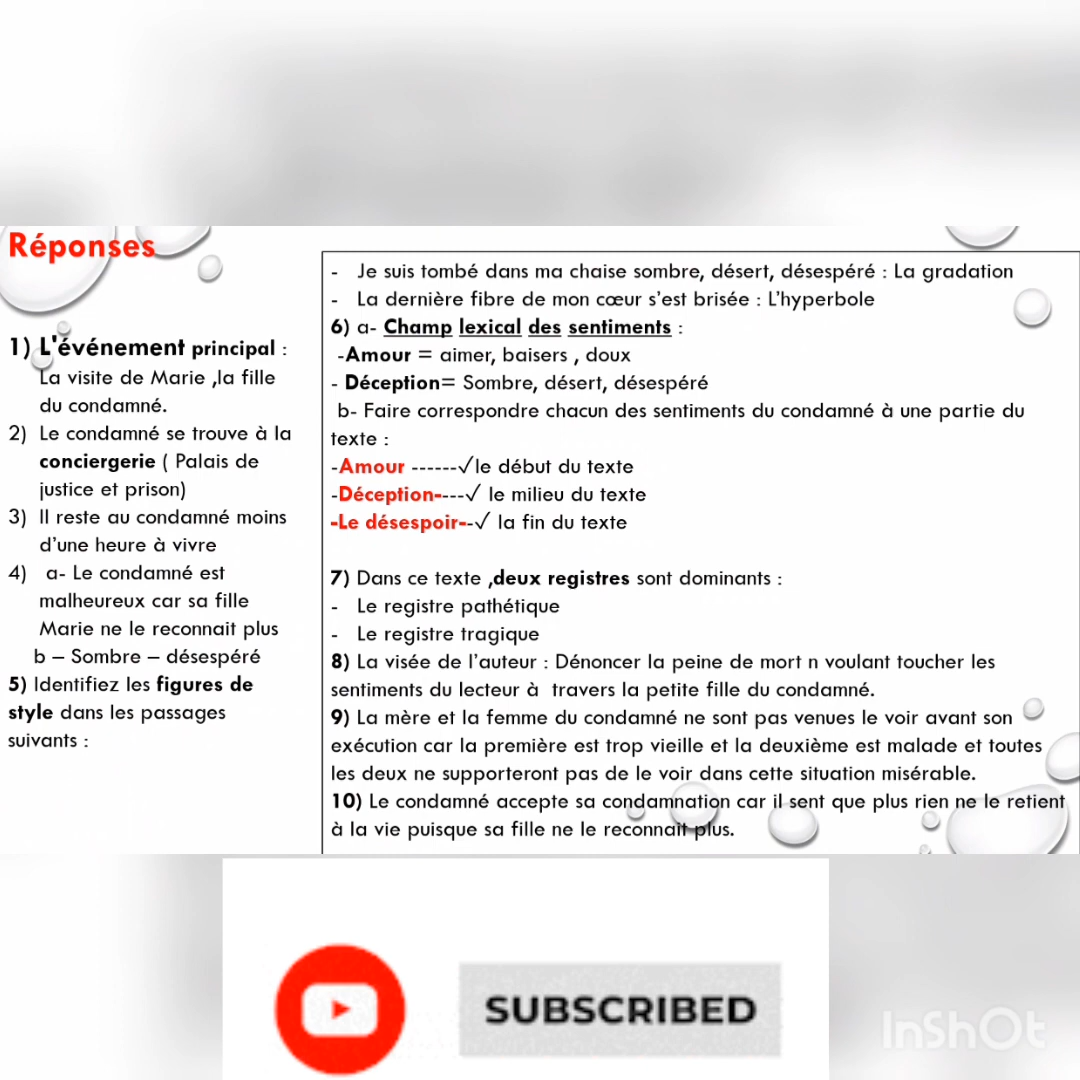 Réponses
1) L'événement principal :
La visite de Marie ,la fille
du condamné.
2) Le condamné se trouve à la
conciergerie ( Palais de
justice et prison)
3) Il reste au condamné moins
d'une heure à vivre
4) a- Le condamné est
malheureux car sa fille
Marie ne le reconnait plus
b – Sombre – désespéré
5) Identifiez les figures de
style dans les passages
suivants :
- Je suis tombé dans ma chaise sombre, désert, désespéré : La gradation
- La dernière fibre de mon cœur s'est brisée : L'hyperbole
6) a- Champ lexical des sentiments :
-Amour = aimer, baisers , doux
- Déception= Sombre, désert, désespéré
b- Faire correspondre chacun des sentiments du condamné à une partie du
texte :
-Amour ------✓le début du texte
-Déception----✓ le milieu du texte
-Le désespoir--✓ la fin du texte
7) Dans ce texte ,deux registres sont dominants :
- Le registre pathétique
- Le registre tragique
8) La visée de l'auteur : Dénoncer la peine de mort n voulant toucher les
sentiments du lecteur à travers la petite fille du condamné.
9) La mère et la femme du condamné ne sont pas venues le voir avant son
exécution car la première est trop vieille et la deuxième est malade et toutes
les deux ne supporteront pas de le voir dans cette situation misérable.
10) Le condamné accepte sa condamnation car il sent que plus rien ne le retient
à la vie puisque sa fille ne le reconnait plus.
SUBSCRIBED
InShOt